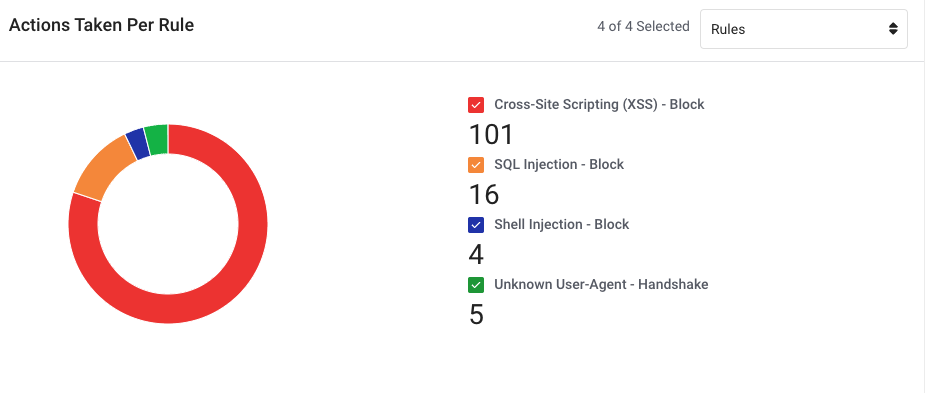 Actions Taken Per Rule
4 of 4 Selected
Rules
Cross-Site Scripting (XSS) - Block
101
SQL Injection - Block
16
Shell Injection - Block
4
Unknown User-Agent - Handshake
5